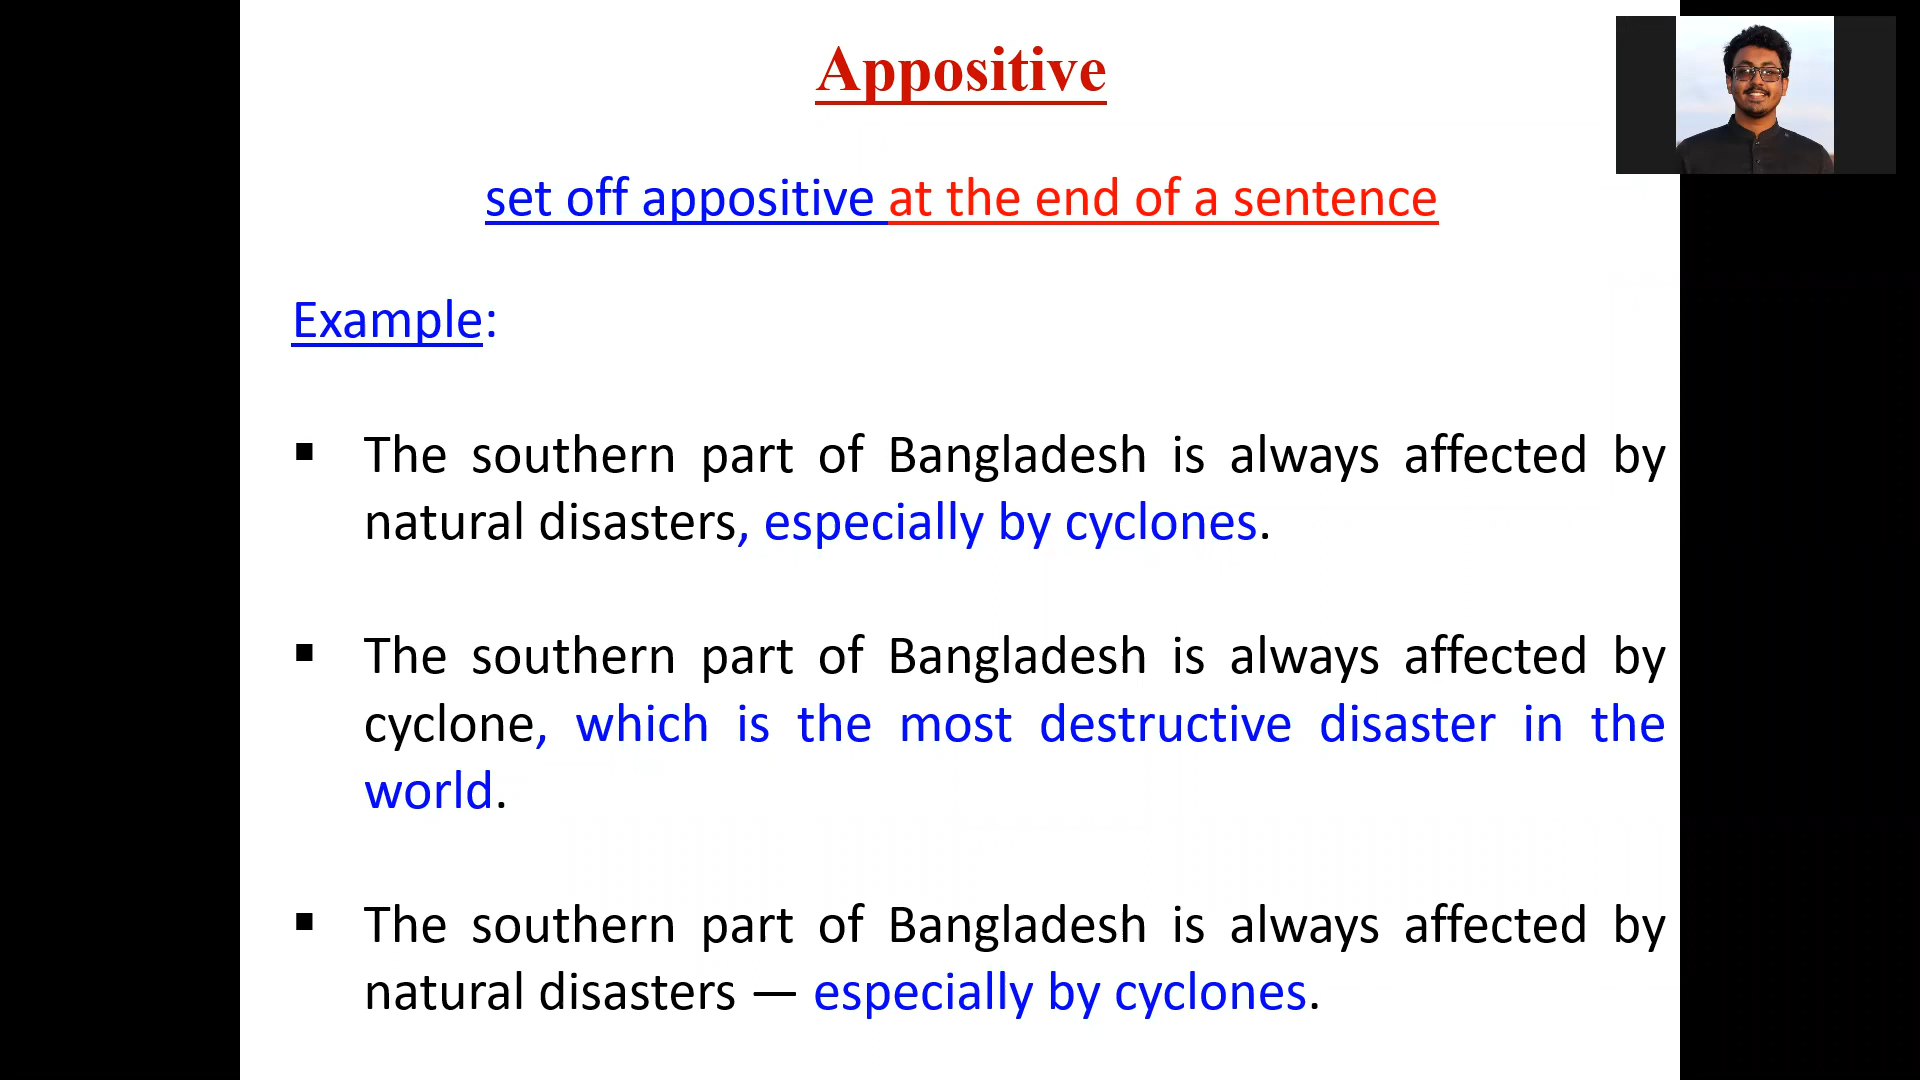 Appositive
set off appositive at the end of a sentence
Example:
▪ The southern part of Bangladesh is always affected by
natural disasters, especially by cyclones.
▪ The southern part of Bangladesh is always affected by
cyclone, which is the most destructive disaster in the
world.
▪ The southern part of Bangladesh is always affected by
natural disasters — especially by cyclones.